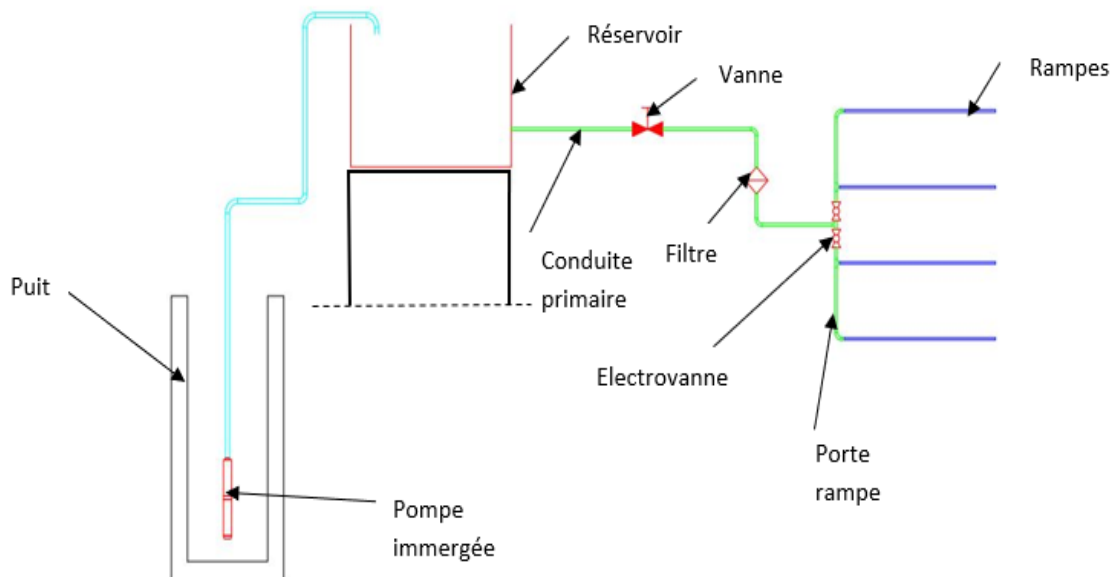 Réservoir
Vanne
Rampes
Puit
Conduite
primaire
Filtre
Electrovanne
Porte
rampe
Pompe
immergée